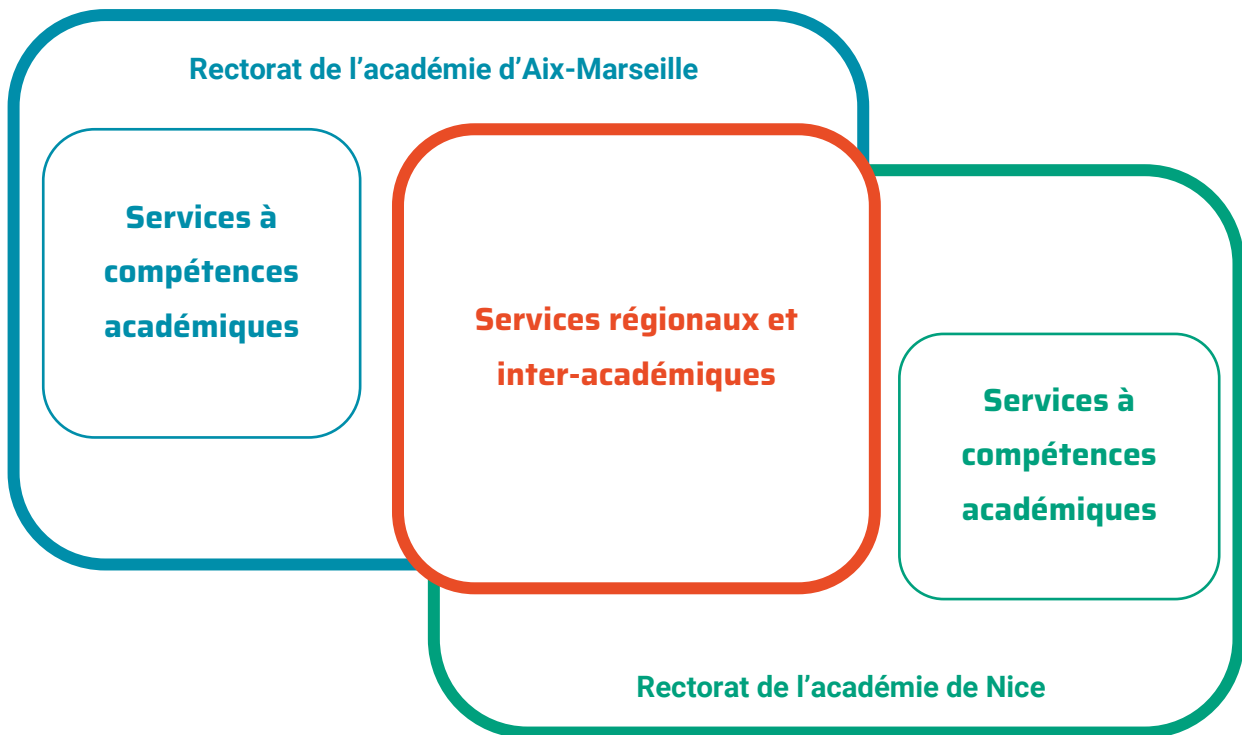 Rectorat de l’académie d’Aix-Marseille
Services à
compétences
académiques
Services régionaux et
inter-académiques
Services à
compétences
académiques
Rectorat de l’académie de Nice